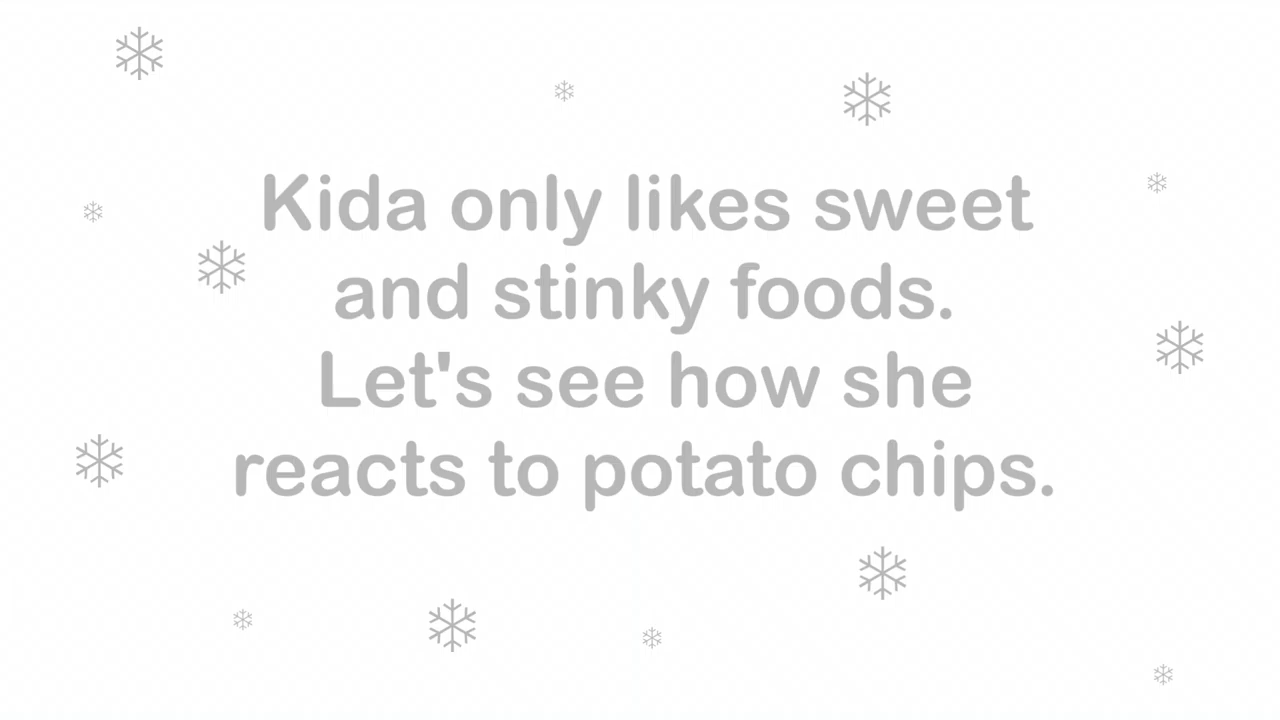 Kida only likes sweet
and stinky foods.
Let's see how she
reacts to potato chips.